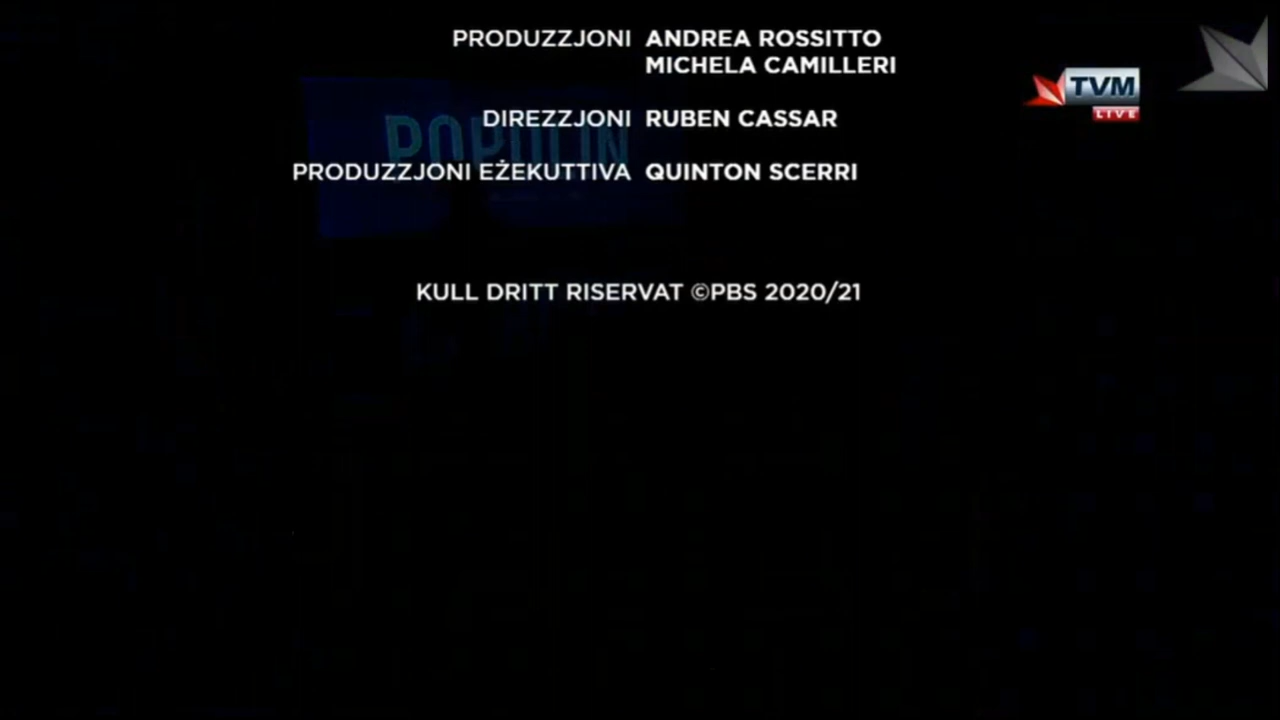 PRODUZZJONI ANDREA ROSSITTO
MICHELA CAMILLERI
TVM
LIVE
DIREZZJONI RUBEN CASSAR
PRODUZZJONI EŻEKUTTIVA QUINTON SCERRI
KULL DRITT RISERVAT ©PBS 2020/21